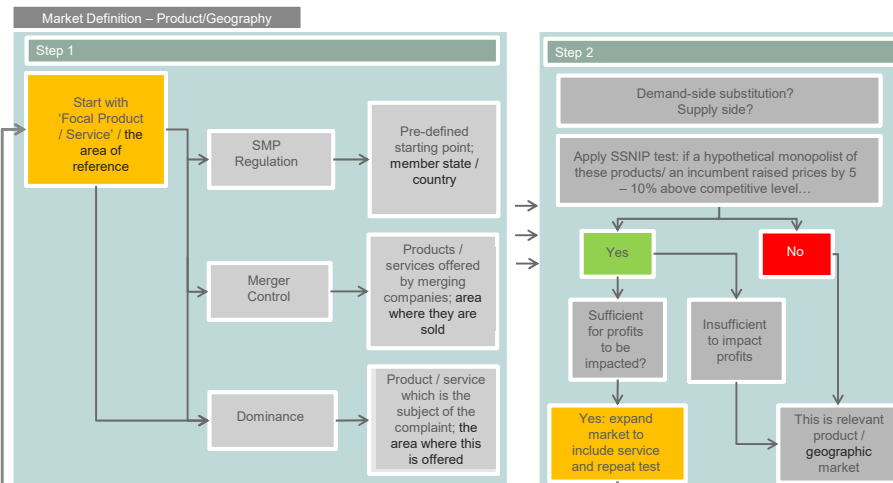 Market Definition – Product/Geography
Step 1
Start with
‘Focal Product
/ Service’ / the
area of
reference
SMP
Regulation
Pre-defined
starting point;
member state /
country
Merger
Control
Products /
services offered
by merging
companies; area
where they are
sold
Dominance
Product / service
which is the
subject of the
complaint; the
area where this
is offered
Step 2
Demand-side substitution?
Supply side?
Apply SSNIP test: if a hypothetical monopolist of
these products/ an incumbent raised prices by 5
– 10% above competitive level…
Yes
No
Sufficient
for profits
to be
impacted?
Insufficient
to impact
profits
Yes: expand
market to
include service
and repeat test
This is relevant
product /
geographic
market